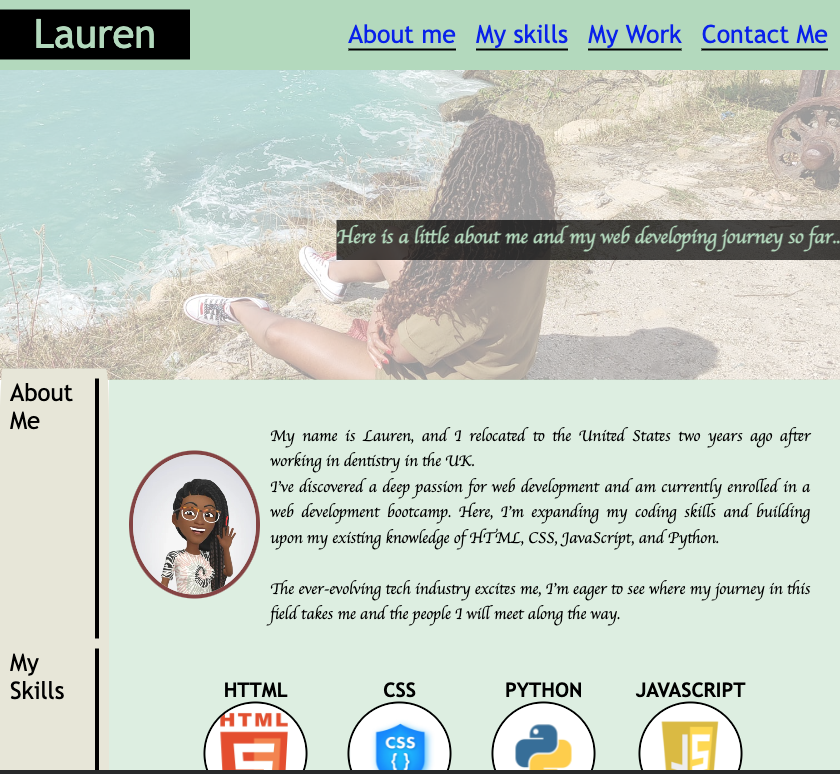 Lauren
About me My skills My Work Contact Me
Here is a little about me and my web developing journey so far..
About
Me
My name is Lauren, and I relocated to the United States two years ago after
working in dentistry in the UK.
I've discovered a deep passion for web development and am currently enrolled in a
web development bootcamp. Here, I'm expanding my coding skills and building
upon my existing knowledge of HTML, CSS, JavaScript, and Python.
The ever-evolving tech industry excites me, I'm eager to see where my journey in this
field takes me and the people I will meet along the way.
My
Skills
HTTML CSS PYTHON JAVASCRIPT
HTML
5
CSS
{ }
JS